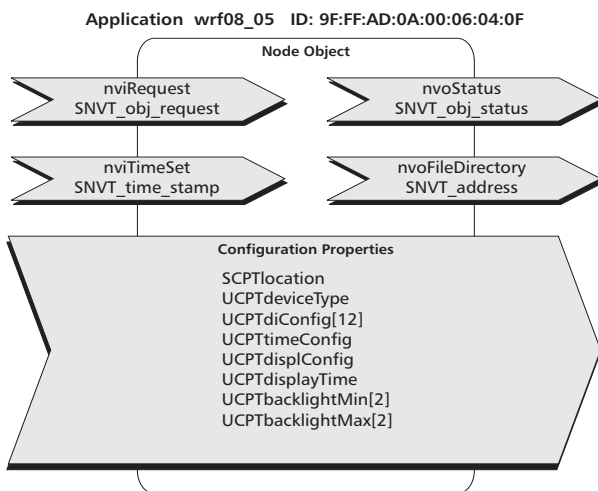 Application wrf08_05 ID: 9F:FF:AD:0A:00:06:04:0F
Node Object
nviRequest
SNVT_obj_request
nvoStatus
SNVT_obj_status
nviTimeSet
SNVT_time_stamp
nvoFileDirectory
SNVT_address
Configuration Properties
SCPTlocation
UCPTdeviceType
UCPTdiConfig[12]
UCPTtimeConfig
UCPTdisplConfig
UCPTdisplayTime
UCPTbacklightMin[2]
UCPTbacklightMax[2]